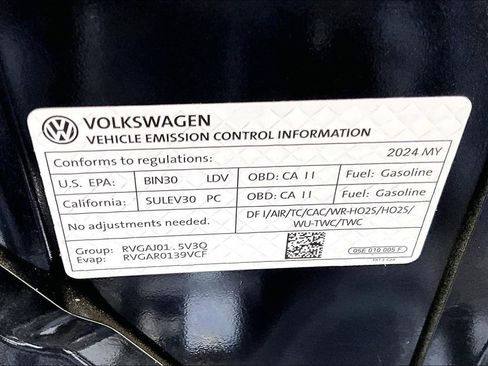 VOLKSWAGEN
VEHICLE EMISSION CONTROL INFORMATION
Conforms to regulations: 2024 MY
U.S. EPA: BIN30 LDV OBD: CA II Fuel: Gasoline
California: SULEV30 PC OBD: CA II Fuel: Gasoline
No adjustments needed. DFI/AIR/TC/CAC/WR-HO2S/HO2S/
WU-TWC/TWC
Group: RVGAJ01.5V3Q
Evap: RVGAR0139VCF
05E 010 005 F